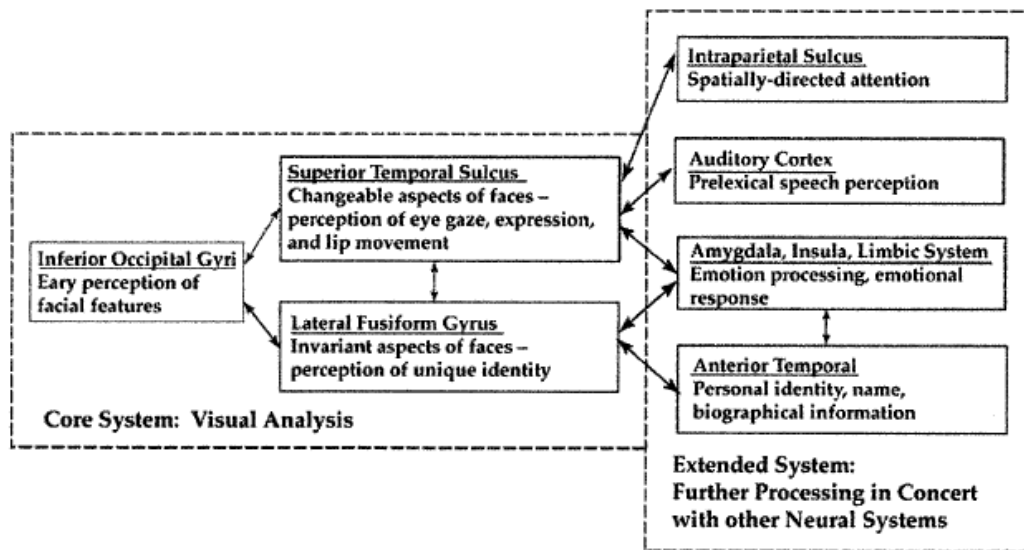 Inferior Occipital Gyri
Eary perception of
facial features
Superior Temporal Sulcus
Changeable aspects of faces –
perception of eye gaze, expression,
and lip movement
Lateral Fusiform Gyrus
Invariant aspects of faces –
perception of unique identity
Core System: Visual Analysis
Intraparietal Sulcus
Spatially-directed attention
Auditory Cortex
Prelexical speech perception
Amygdala, Insula, Limbic System
Emotion processing, emotional
response
Anterior Temporal
Personal identity, name,
biographical information
Extended System:
Further Processing in Concert
with other Neural Systems